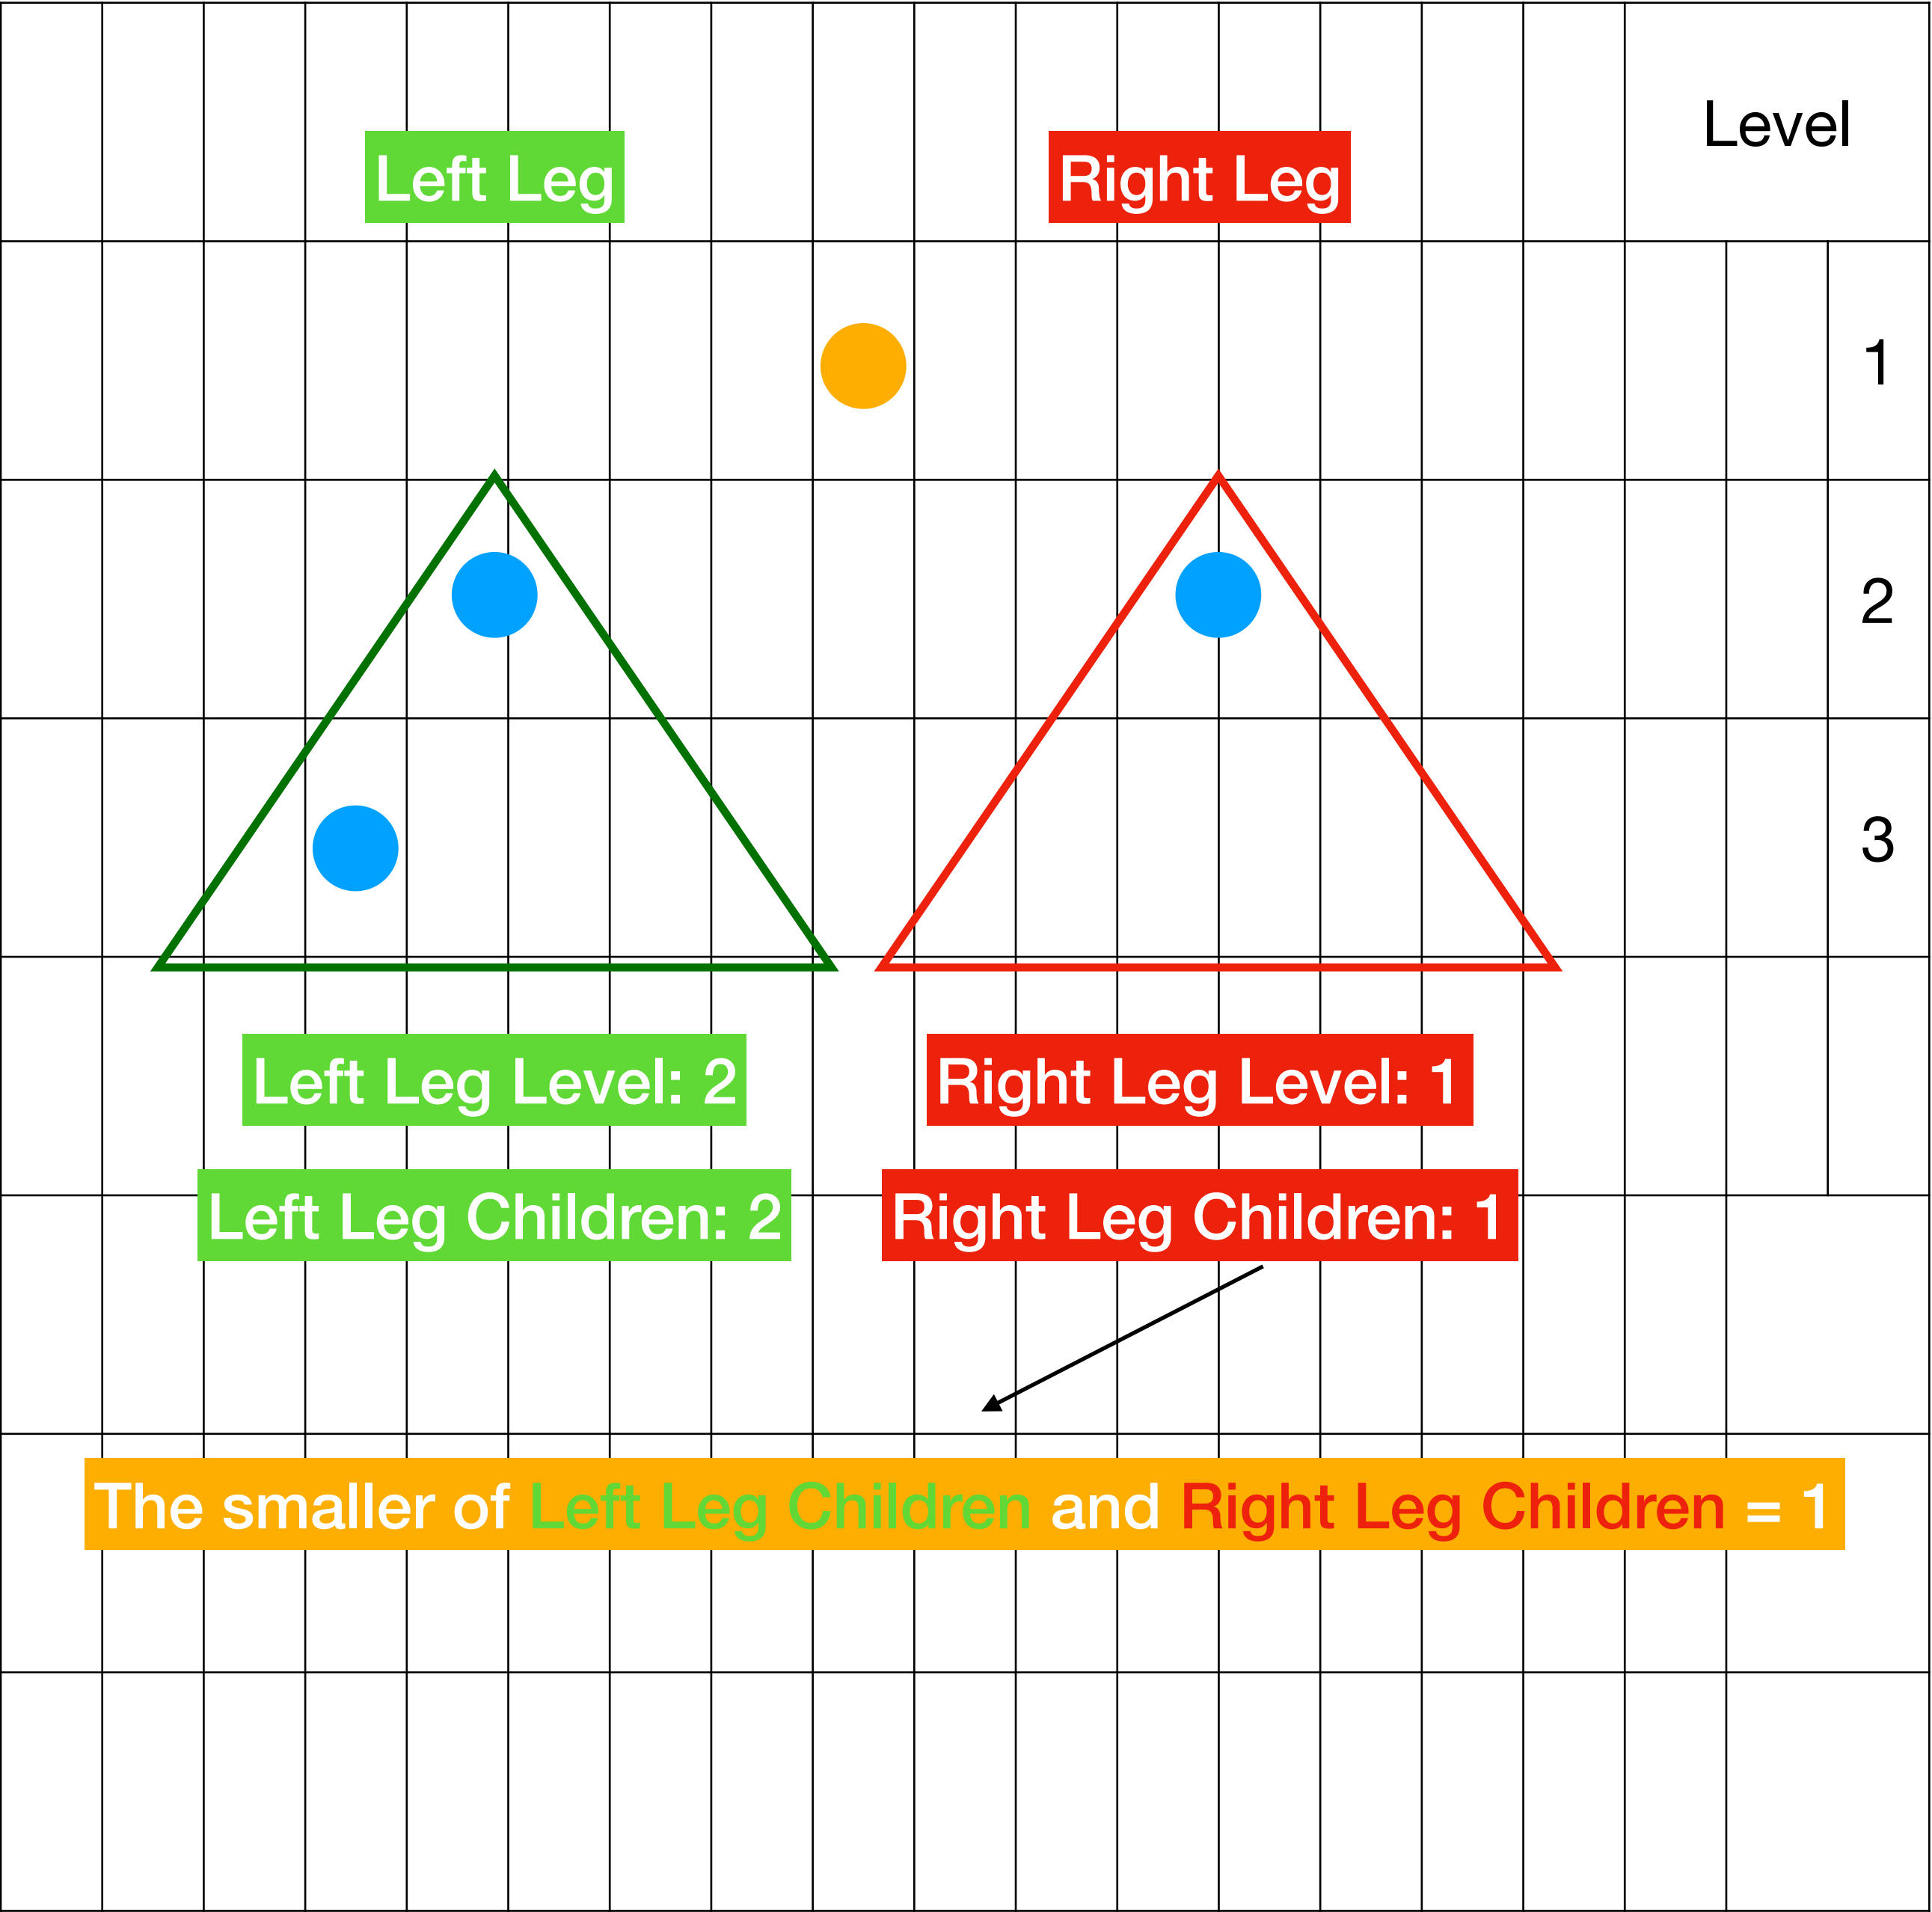 Level
Left Leg
Right Leg
1
2
3
Left Leg Level: 2
Right Leg Level: 1
Left Leg Children: 2
Right Leg Children: 1
The smaller of Left Leg Children and Right Leg Children = 1